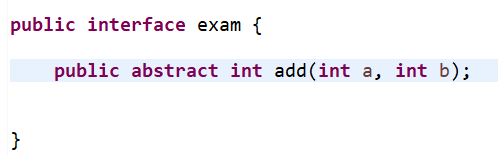 public interface exam {
public abstract int add(int a, int b);
}